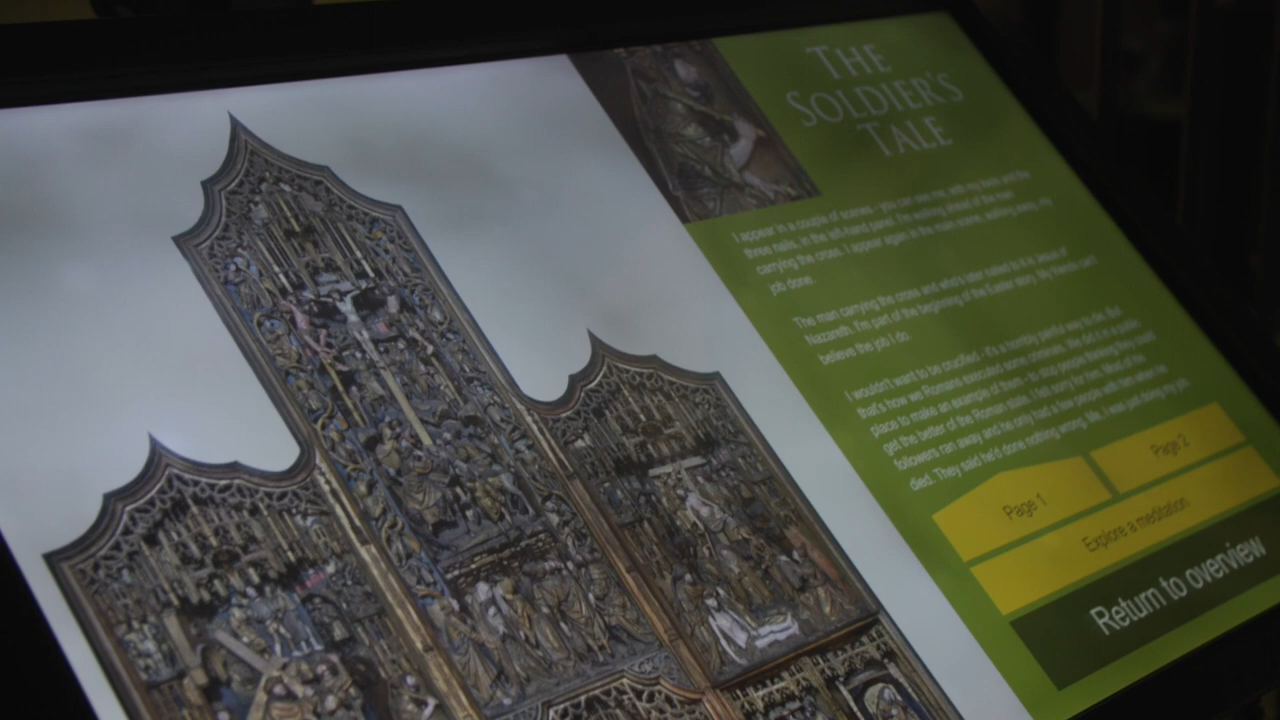 THE
SOLDIER'S
TALE
I appear in a couple of scenes - you can see me, with my tools and the
three nails, in the left-hand panel. I'm walking ahead of the man
carrying the cross. I appear again in the main scene, walking away, my
job done.
The man carrying the cross and who's later nailed to it is Jesus of
Nazareth. I'm part of the beginning of the Easter story. My friends can't
believe the job I do.
I wouldn't want to be crucified - it's a horribly painful way to die. But
that's how we Romans executed some criminals. We did it in a public
place to make an example of them - to stop people thinking they could
get the better of the Roman state. I felt sorry for him. Most of his
followers ran away and he only had a few people with him when he
died. They said he'd done nothing wrong. Me, I was just doing my job
Page 1
Page 2
Explore a meditation
Return to overview